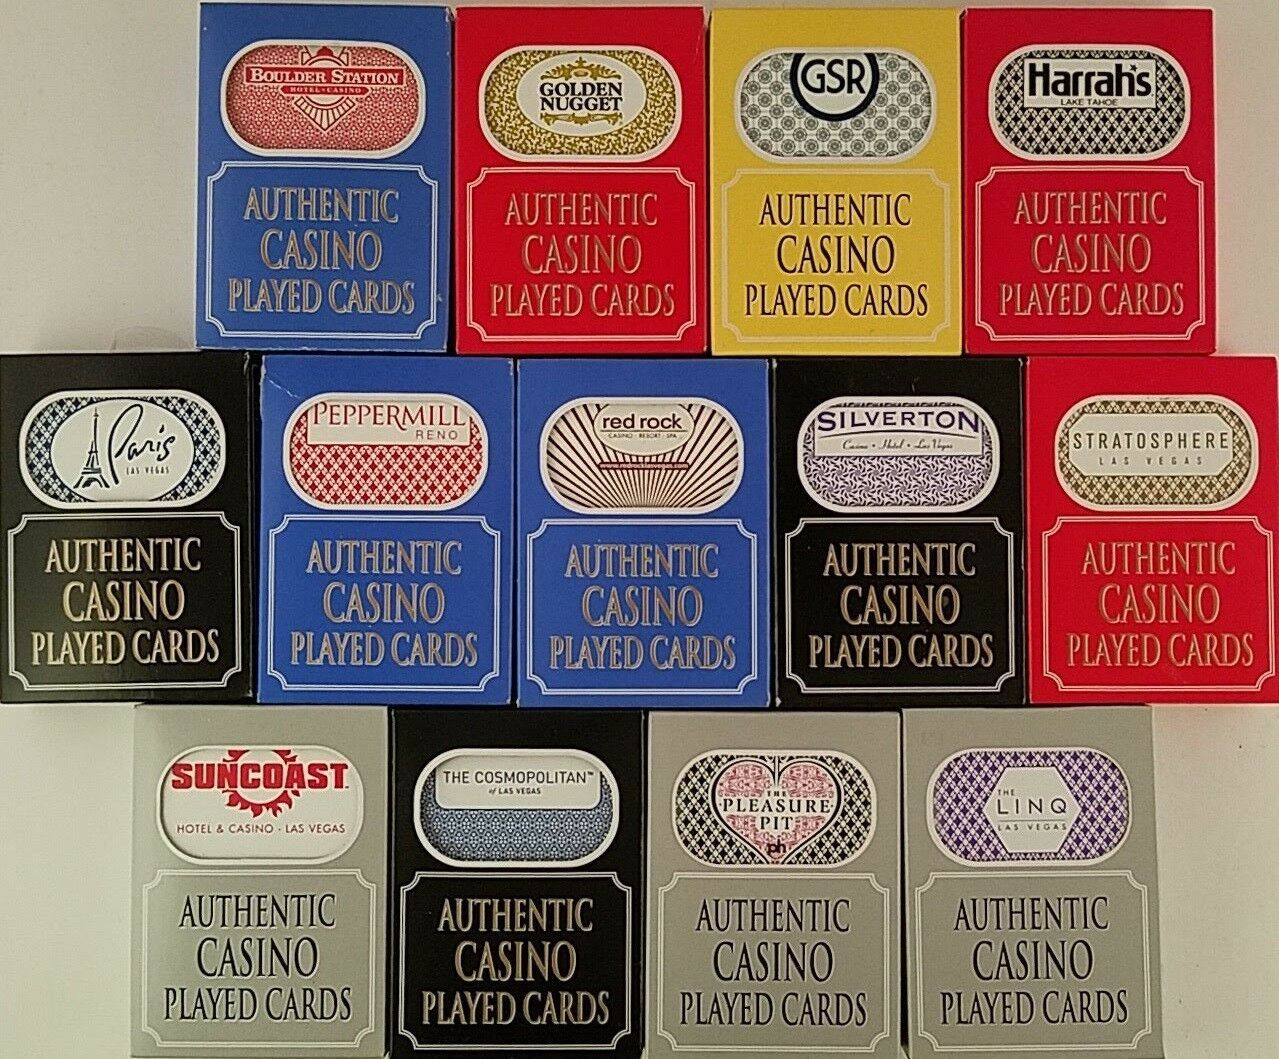 BOULDER STATION
HOTEL • CASINO
AUTHENTIC
CASINO
PLAYED CARDS
GOLDEN
NUGGET
AUTHENTIC
CASINO
PLAYED CARDS
GSR
AUTHENTIC
CASINO
PLAYED CARDS
Harrah's
LAKE TAHOE
AUTHENTIC
CASINO
PLAYED CARDS
Paris
LAS VEGAS
AUTHENTIC
CASINO
PLAYED CARDS
PEPPERMILL
RENO
AUTHENTIC
CASINO
PLAYED CARDS
red rock
CASINO • RESORT • SPA
www.redrocklasvegas.com
AUTHENTIC
CASINO
PLAYED CARDS
SILVERTON
Casino • Hotel • Las Vegas
AUTHENTIC
CASINO
PLAYED CARDS
STRATOSPHERE
LAS VEGAS
AUTHENTIC
CASINO
PLAYED CARDS
SUNCOAST
HOTEL & CASINO • LAS VEGAS
AUTHENTIC
CASINO
PLAYED CARDS
THE COSMOPOLITAN™
of LAS VEGAS
AUTHENTIC
CASINO
PLAYED CARDS
THE
PLEASURE
PIT
ph
AUTHENTIC
CASINO
PLAYED CARDS
THE
LINQ
LAS VEGAS
AUTHENTIC
CASINO
PLAYED CARDS